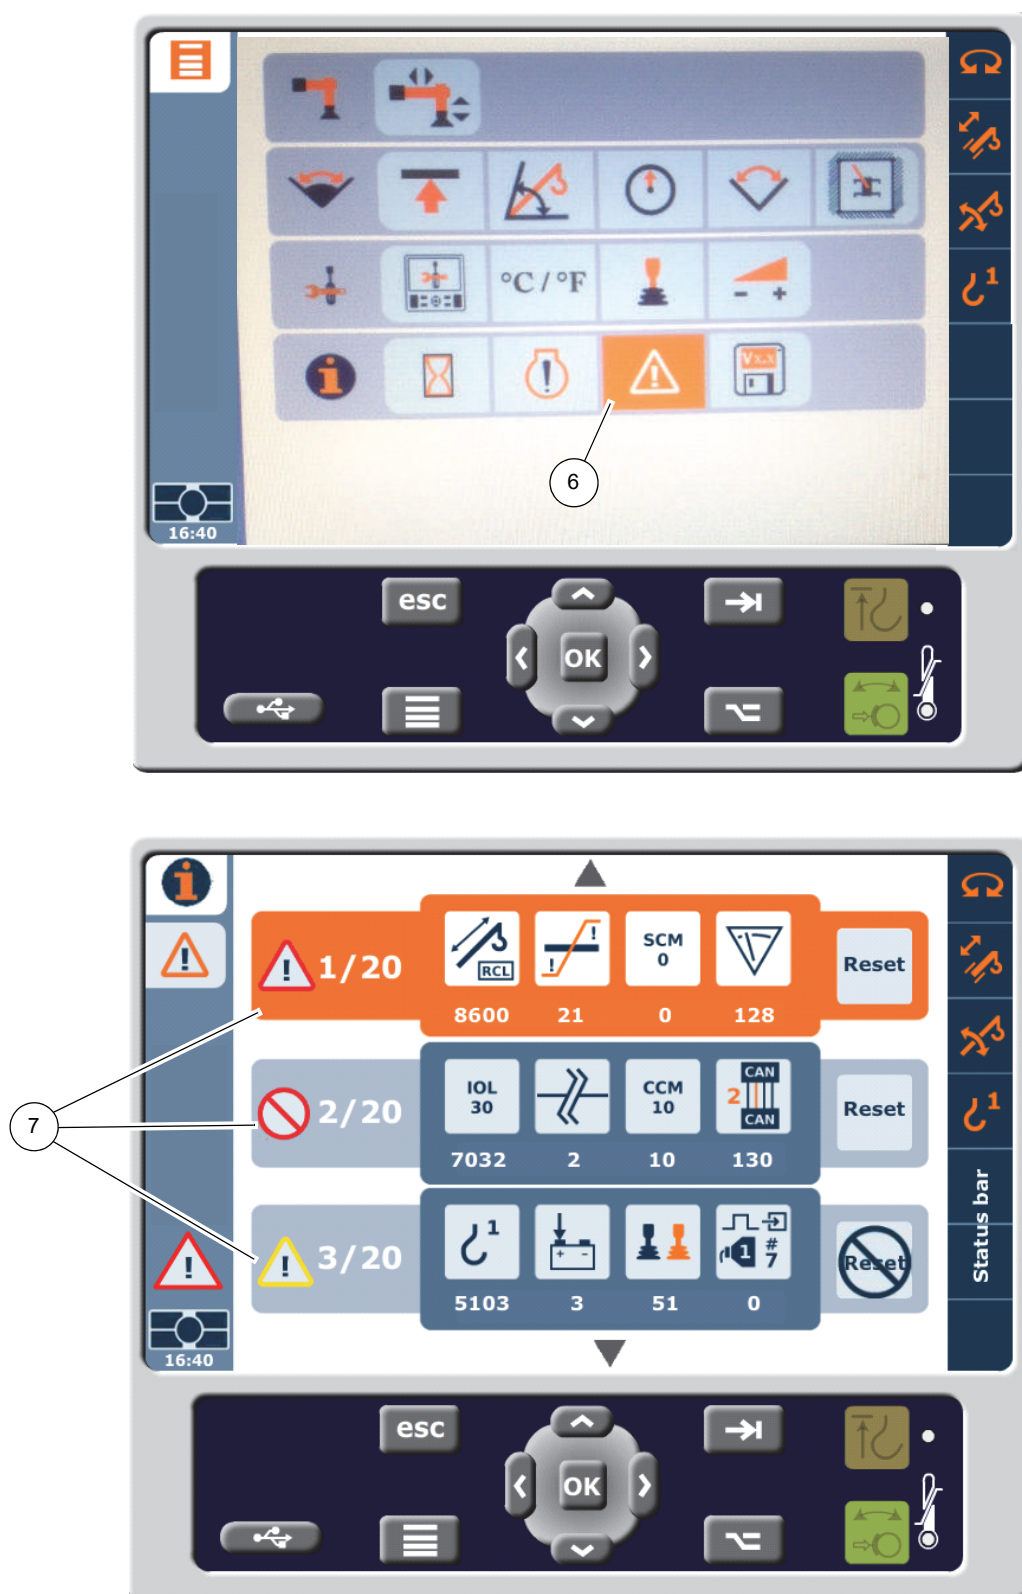 °C / °F
Vx.x
6
16:40
esc
OK
1
1/20
RCL
SCM
0
Reset
8600 21 0 128
2/20
IOL
30
CCM
10
CAN
2
CAN
Reset
7032 2 10 130
7
3/20
1
1
#
7
Reset
5103 3 51 0
1
Status bar
16:40
esc
OK